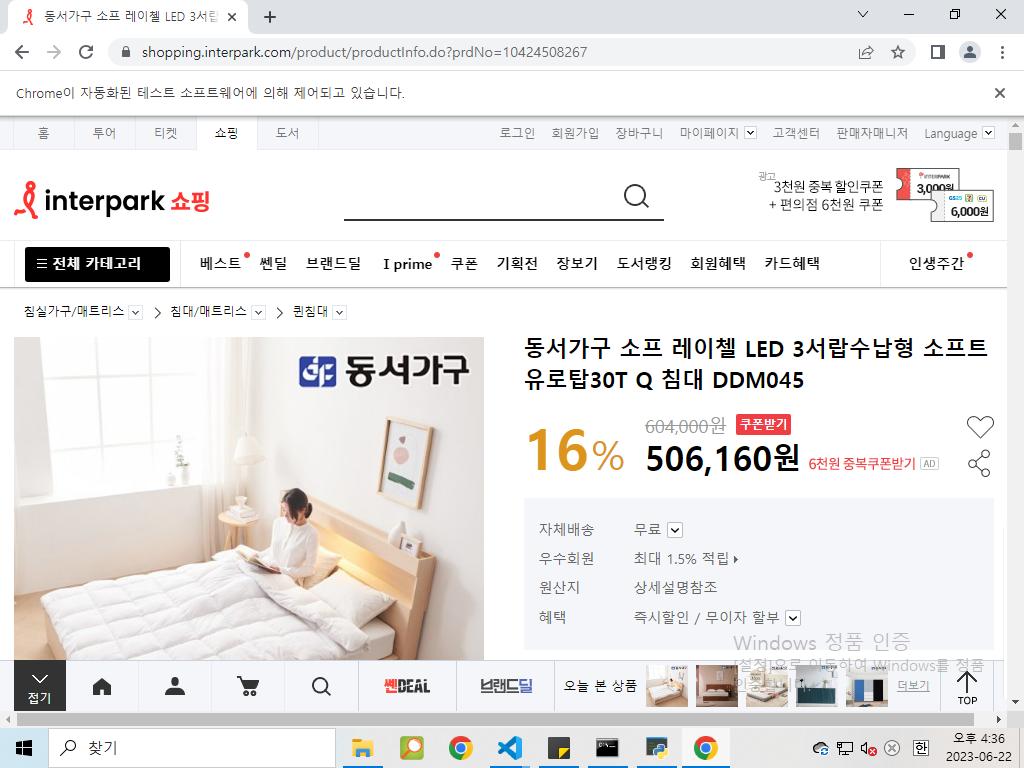 동서가구 소프 레이첼 LED 3서랍
shopping.interpark.com/product/productInfo.do?prdNo=10424508267
Chrome이 자동화된 테스트 소프트웨어에 의해 제어되고 있습니다.
홈 투어 티켓 쇼핑 도서 로그인 회원가입 장바구니 마이페이지 고객센터 판매자매니저 Language
interpark 쇼핑
광고
3천원 중복 할인쿠폰
+ 편의점 6천원 쿠폰
INTERPARK
3,000원
GS25 CU
6,000원
전체 카테고리 베스트 쎈딜 브랜드딜 I prime 쿠폰 기획전 장보기 도서랭킹 회원혜택 카드혜택 인생주간
침실가구/매트리스 침대/매트리스 퀸침대
동서가구
동서가구 소프 레이첼 LED 3서랍수납형 소프트
유로탑30T Q 침대 DDM045
16%
604,000원 쿠폰받기
506,160원 6천원 중복쿠폰받기 AD
자체배송 무료
우수회원 최대 1.5% 적립
원산지 상세설명참조
혜택 즉시할인 / 무이자 할부
Windows 정품 인증
[설정]으로 이동하여 Windows를 정품
인증합니다.
접기 쎈DEAL 브랜드딜 오늘 본 상품 더보기 TOP
찾기
한
오후 4:36
2023-06-22